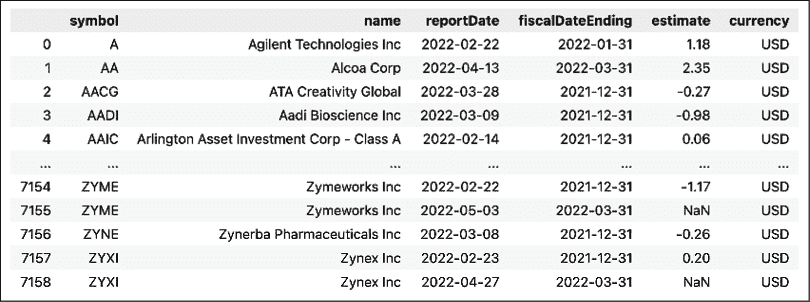 symbol name reportDate fiscalDateEnding estimate currency
0 A Agilent Technologies Inc 2022-02-22 2022-01-31 1.18 USD
1 AA Alcoa Corp 2022-04-13 2022-03-31 2.35 USD
2 AACG ATA Creativity Global 2022-03-28 2021-12-31 -0.27 USD
3 AADI Aadi Bioscience Inc 2022-03-09 2021-12-31 -0.98 USD
4 AAIC Arlington Asset Investment Corp - Class A 2022-02-14 2021-12-31 0.06 USD
... ... ... ... ... ... ...
7154 ZYME Zymeworks Inc 2022-02-22 2021-12-31 -1.17 USD
7155 ZYME Zymeworks Inc 2022-05-03 2022-03-31 NaN USD
7156 ZYNE Zynerba Pharmaceuticals Inc 2022-03-08 2021-12-31 -0.26 USD
7157 ZYXI Zynex Inc 2022-02-23 2021-12-31 0.20 USD
7158 ZYXI Zynex Inc 2022-04-27 2022-03-31 NaN USD